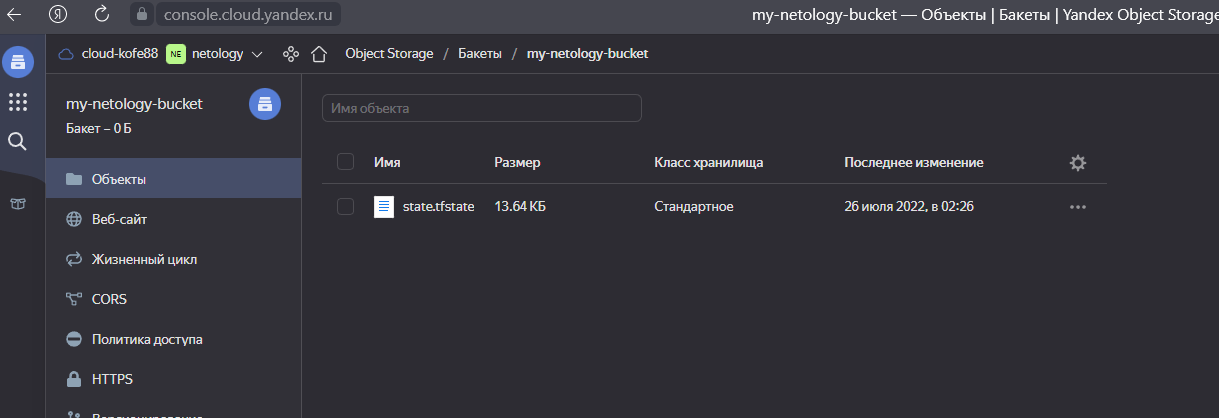 console.cloud.yandex.ru
my-netology-bucket — Объекты | Бакеты | Yandex Object Storage
cloud-kofe88 NE netology Object Storage / Бакеты / my-netology-bucket
my-netology-bucket
Бакет – 0 Б
Объекты
Веб-сайт
Жизненный цикл
CORS
Политика доступа
HTTPS
Версионирование
Имя объекта
Имя Размер Класс хранилища Последнее изменение
state.tfstate 13.64 КБ Стандартное 26 июля 2022, в 02:26